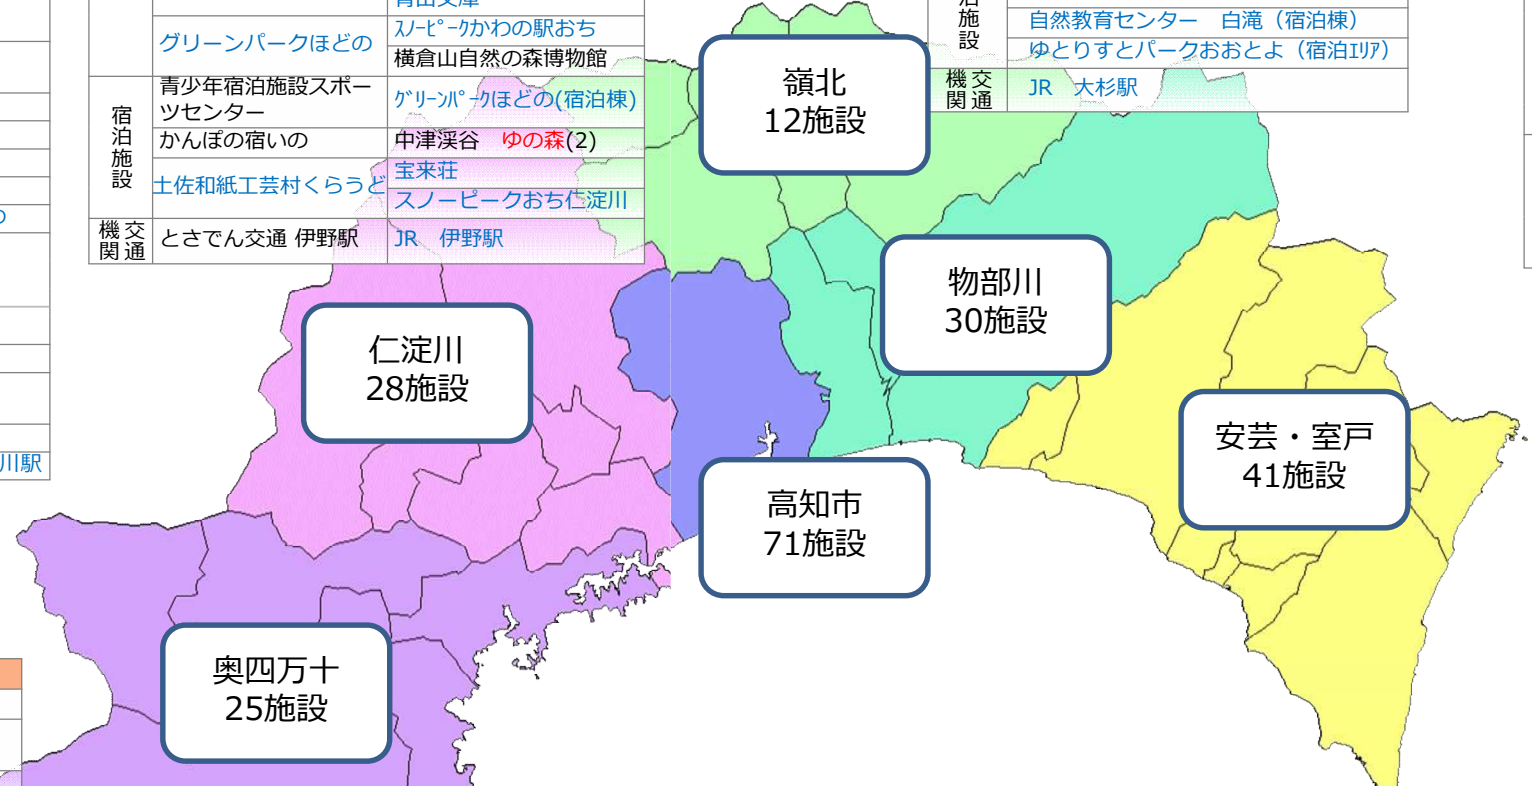 青山文庫
グリーンパークほどの
ｽﾉｰﾋﾟｰｸかわの駅おち
横倉山自然の森博物館
宿泊施設
青少年宿泊施設スポーツセンター
ｸﾞﾘｰﾝﾊﾟｰｸほどの(宿泊棟)
かんぽの宿いの
中津渓谷　ゆの森(2)
土佐和紙工芸村くらうど
宝来荘
スノーピークおち仁淀川
交通機関
とさでん交通 伊野駅
JR　伊野駅
泊施設
自然教育センター　白滝（宿泊棟）
ゆとりすとパークおおとよ（宿泊ｴﾘｱ）
交通機関
JR　大杉駅
川駅
嶺北
12施設
物部川
30施設
仁淀川
28施設
安芸・室戸
41施設
高知市
71施設
奥四万十
25施設